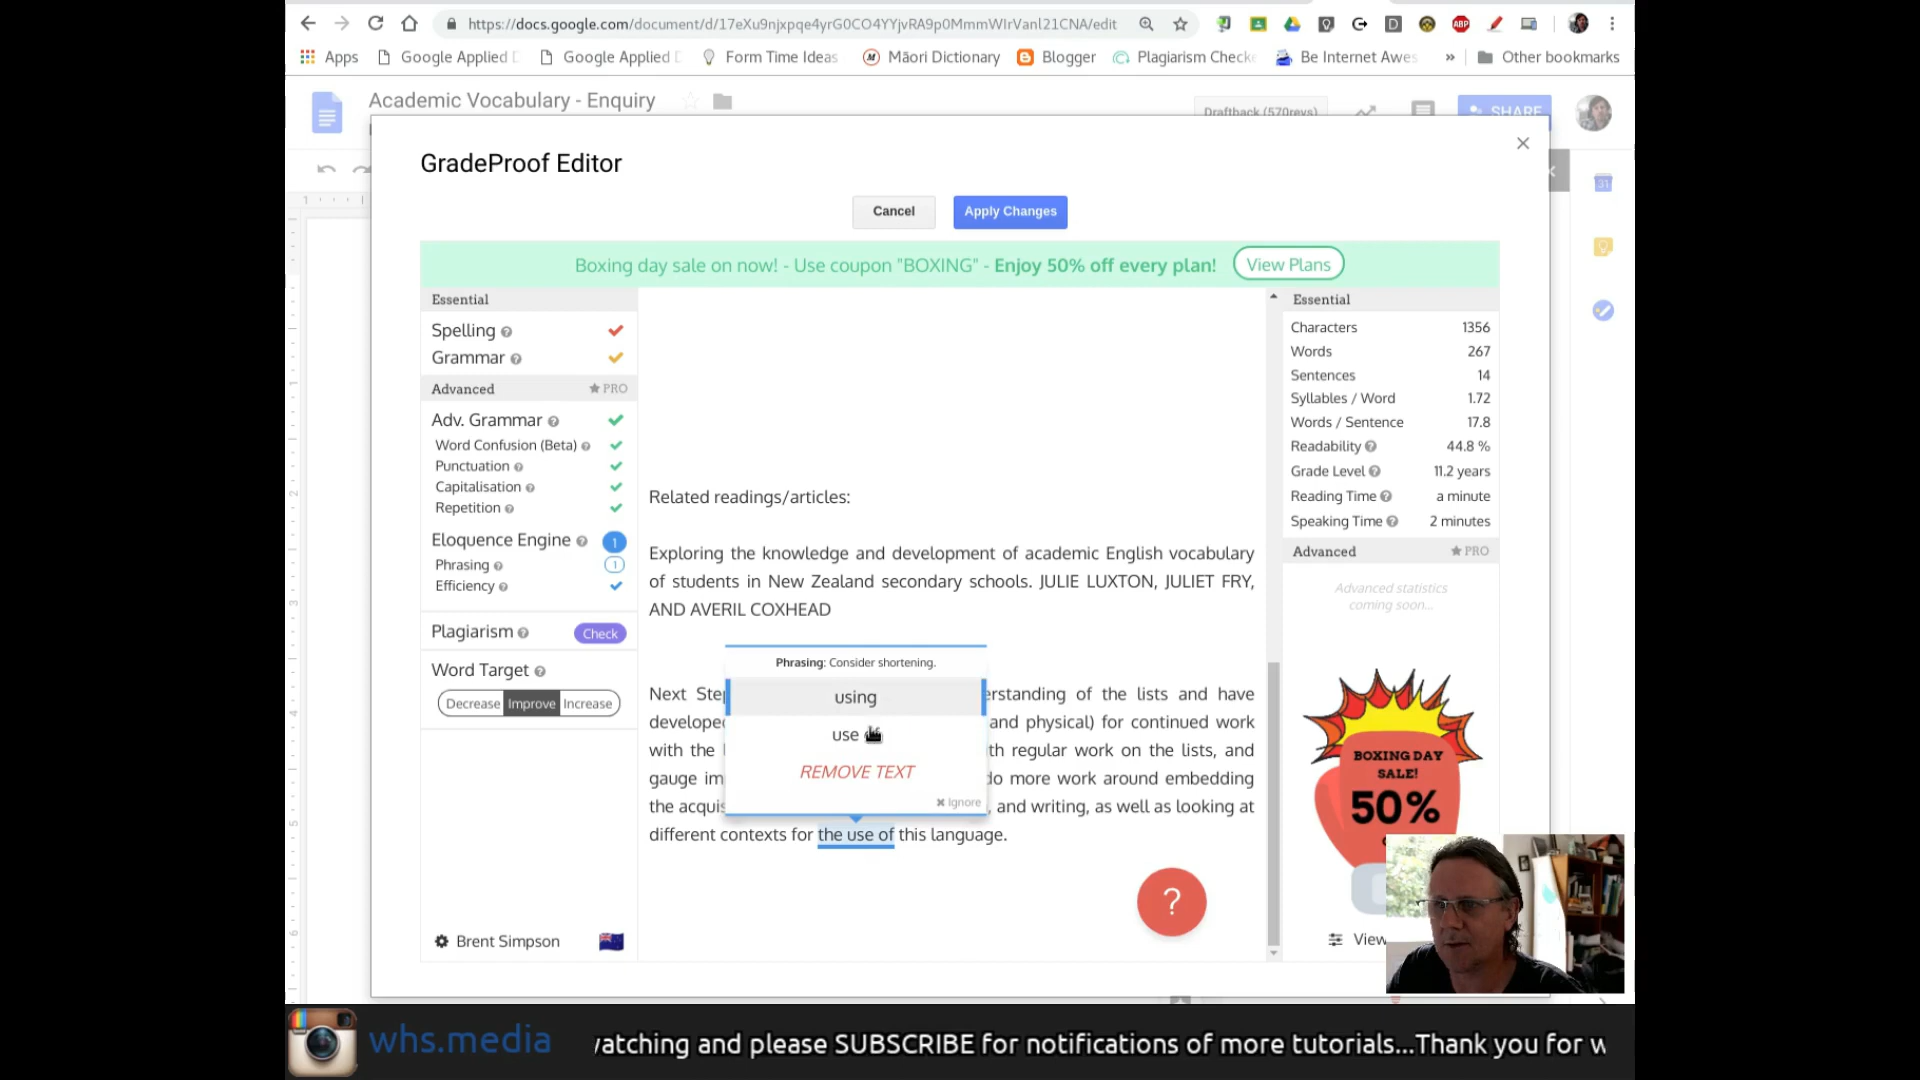 https://docs.google.com/document/d/17eXu9njxpqe4yrG0CO4YYjvRA9p0MmmWIrVanl21CNA/edit
ABP
Apps
Google Applied D
Google Applied D
Form Time Ideas
Māori Dictionary
Blogger
Plagiarism Checke
Be Internet Awes
»
Other bookmarks
Academic Vocabulary - Enquiry
Draftback (570revs)
SHARE
GradeProof Editor
Cancel
Apply Changes
Boxing day sale on now! - Use coupon "BOXING" - Enjoy 50% off every plan!
View Plans
Essential
Spelling
Grammar
Advanced
PRO
Adv. Grammar
Word Confusion (Beta)
Punctuation
Capitalisation
Repetition
Eloquence Engine
1
Phrasing
1
Efficiency
Plagiarism
Check
Word Target
Decrease
Improve
Increase
Brent Simpson
Related readings/articles:
Exploring the knowledge and development of academic English vocabulary
of students in New Zealand secondary schools. JULIE LUXTON, JULIET FRY,
AND AVERIL COXHEAD
Next Step
erstanding of the lists and have
developed
and physical) for continued work
with the l
th regular work on the lists, and
gauge im
do more work around embedding
the acquis
, and writing, as well as looking at
different contexts for the use of this language.
Phrasing: Consider shortening.
using
use
REMOVE TEXT
Ignore
Essential
Characters 1356
Words 267
Sentences 14
Syllables / Word 1.72
Words / Sentence 17.8
Readability 44.8 %
Grade Level 11.2 years
Reading Time a minute
Speaking Time 2 minutes
Advanced
PRO
Advanced statistics
coming soon...
BOXING DAY
SALE!
50%
?
View
31
whs.media
atching and please SUBSCRIBE for notifications of more tutorials...Thank you for w